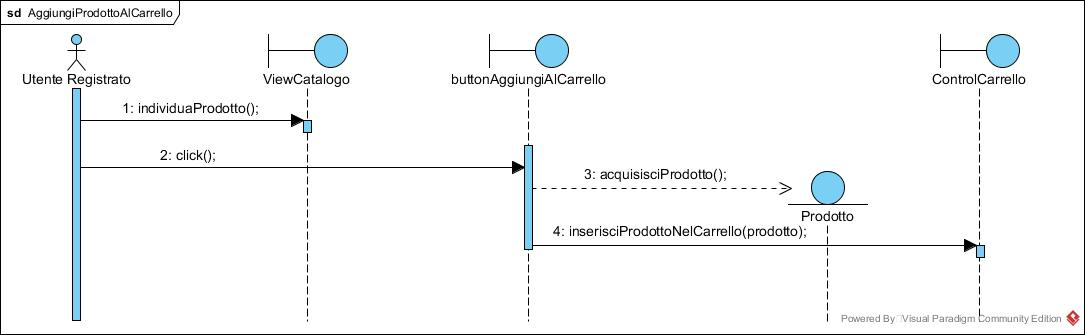 sd AggiungiProdottoAlCarrello
Utente Registrato
ViewCatalogo
buttonAggiungiAlCarrello
ControlCarrello
1: individuaProdotto();
2: click();
3: acquisisciProdotto();
Prodotto
4: inserisciProdottoNelCarrello(prodotto);
Powered By Visual Paradigm Community Edition